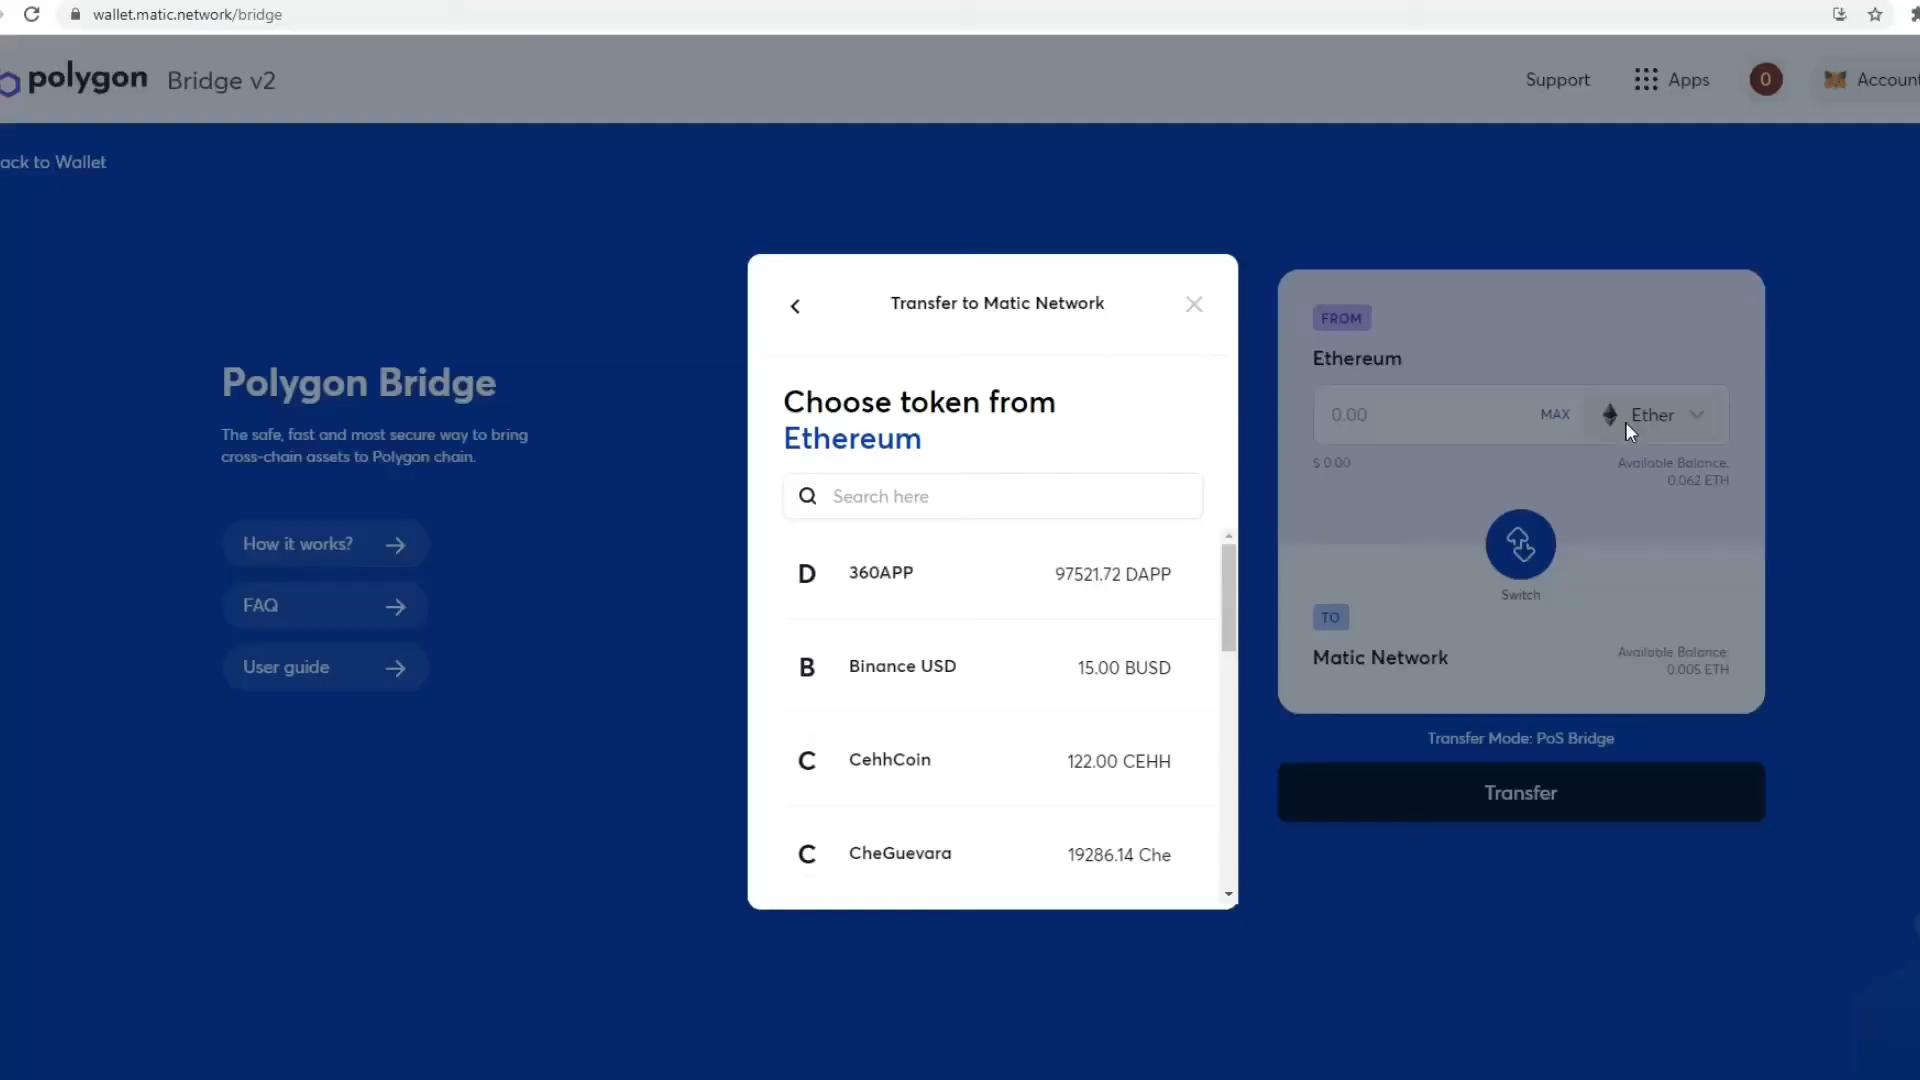 wallet.matic.network/bridge
polygon Bridge v2
Support
Apps
0
Account
ack to Wallet
Polygon Bridge
The safe, fast and most secure way to bring
cross-chain assets to Polygon chain.
How it works?
FAQ
User guide
Transfer to Matic Network
Choose token from
Ethereum
Search here
D 360APP 97521.72 DAPP
B Binance USD 15.00 BUSD
C CehhCoin 122.00 CEHH
C CheGuevara 19286.14 Che
FROM
Ethereum
0.00 MAX Ether
$ 0.00
Available Balance:
0.062 ETH
Switch
TO
Matic Network
Available Balance:
0.005 ETH
Transfer Mode: PoS Bridge
Transfer